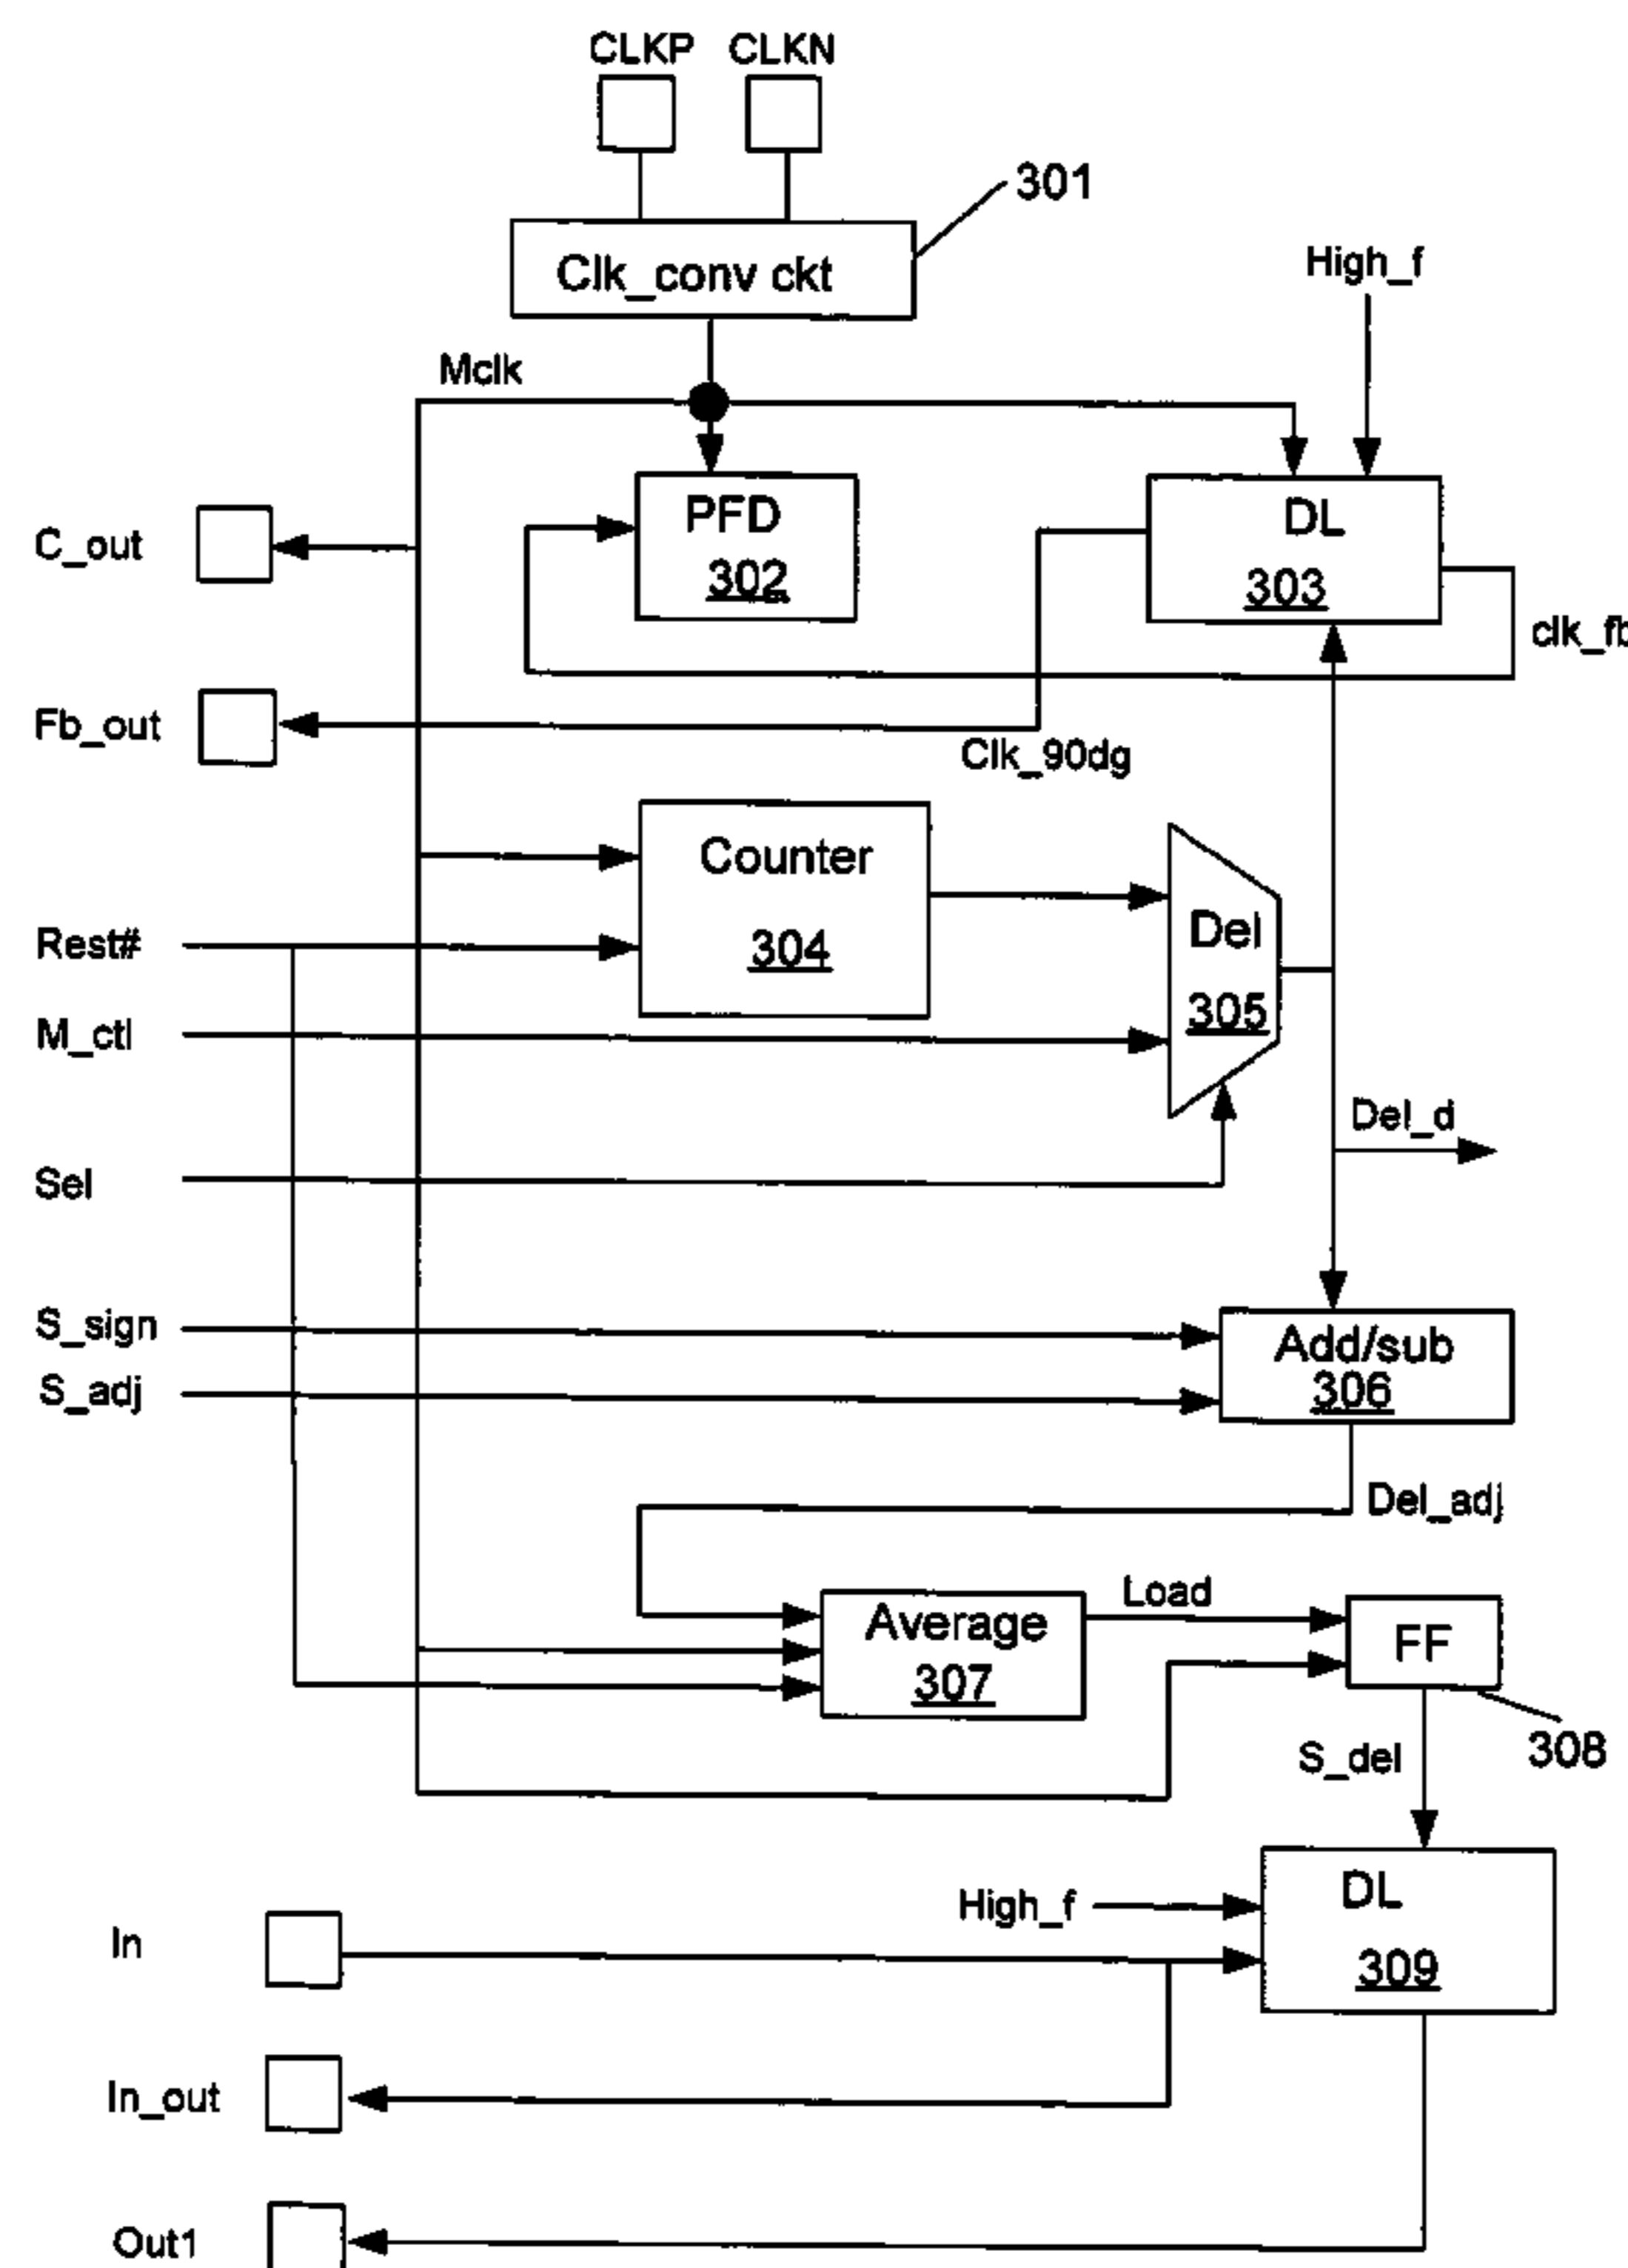 CLKP CLKN
301
Clk_conv ckt
High_f
Mclk
PFD
302
DL
303
C_out
clk_fb
Fb_out
Clk_90dg
Counter
304
Del
305
Rest#
M_ctl
Del_d
Sel
S_sign
S_adj
Add/sub
306
Del_adj
Load
Average
307
FF
308
S_del
High_f
DL
309
In
In_out
Out1